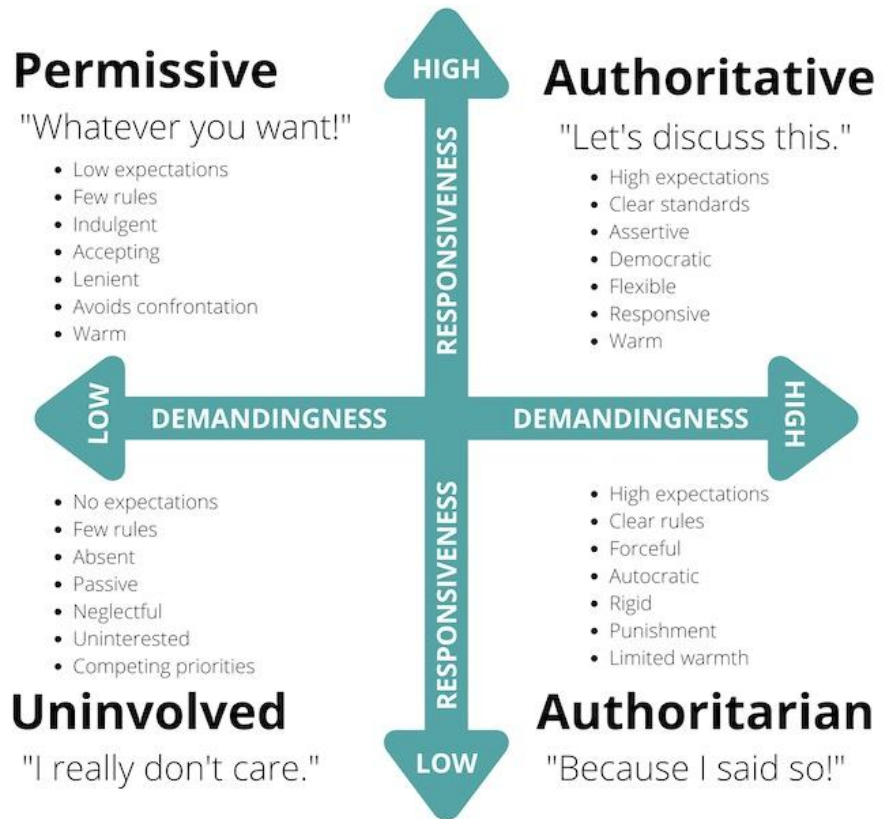 HIGH
Permissive
"Whatever you want!"
• Low expectations
• Few rules
• Indulgent
• Accepting
• Lenient
• Avoids confrontation
• Warm
RESPONSIVENESS
Authoritative
"Let's discuss this."
• High expectations
• Clear standards
• Assertive
• Democratic
• Flexible
• Responsive
• Warm
LOW
DEMANDINGNESS
DEMANDINGNESS
HIGH
• No expectations
• Few rules
• Absent
• Passive
• Neglectful
• Uninterested
• Competing priorities
Uninvolved
"I really don't care."
RESPONSIVENESS
LOW
• High expectations
• Clear rules
• Forceful
• Autocratic
• Rigid
• Punishment
• Limited warmth
Authoritarian
"Because I said so!"